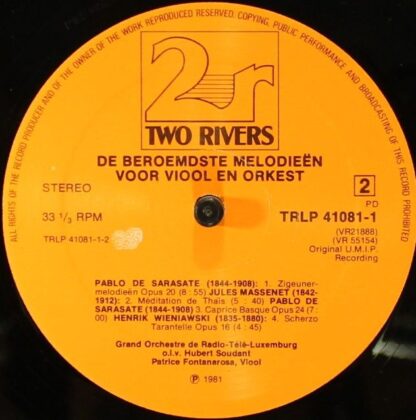 ALL RIGHTS OF THE RECORD PRODUCER AND OF THE OWNER OF THE WORK REPRODUCED RESERVED. COPYING, PUBLIC PERFORMANCE AND BROADCASTING OF THIS RECORD PROHIBITED
2r
TWO RIVERS
DE BEROEMDSTE MELODIEËN
VOOR VIOOL EN ORKEST
STEREO
2
PD
33 1/3 RPM
TRLP 41081-1
(VR21888)
TRLP 41081-1-2
(VR 55154)
Original U.M.I.P.
Recording
PABLO DE SARASATE (1844-1908): 1. Zigeuner-
melodieën Opus 20 (8 : 55) JULES MASSENET (1842-
1912): 2. Méditation de Thaïs (5 : 40) PABLO DE
SARASATE (1844-1908) 3. Caprice Basque Opus 24 (7
: 00) HENRIK WIENIAWSKI (1835-1880): 4. Scherzo
Tarantelle Opus 16 (4 : 45)
Grand Orchestre de Radio-Télé-Luxemburg
o.l.v. Hubert Soudant
Patrice Fontanarosa, Viool
℗ 1981